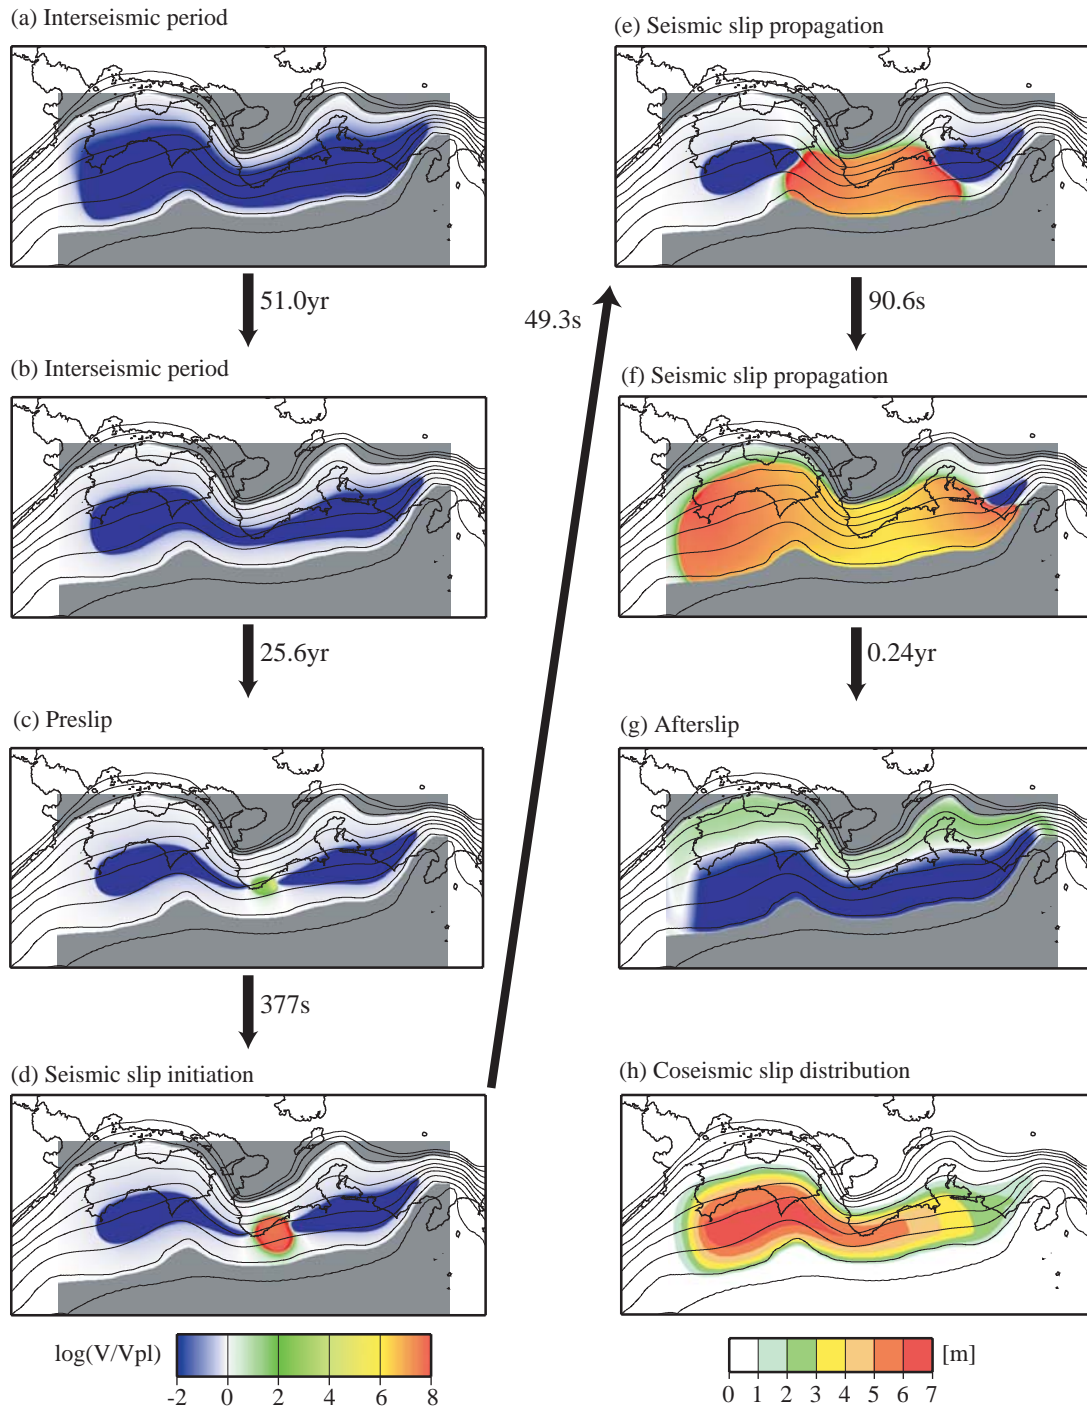 (a) Interseismic period
51.0yr
(b) Interseismic period
25.6yr
(c) Preslip
377s
(d) Seismic slip initiation
49.3s
(e) Seismic slip propagation
90.6s
(f) Seismic slip propagation
0.24yr
(g) Afterslip
(h) Coseismic slip distribution
log(V/Vpl)
-2 0 2 4 6 8
[m]
0 1 2 3 4 5 6 7